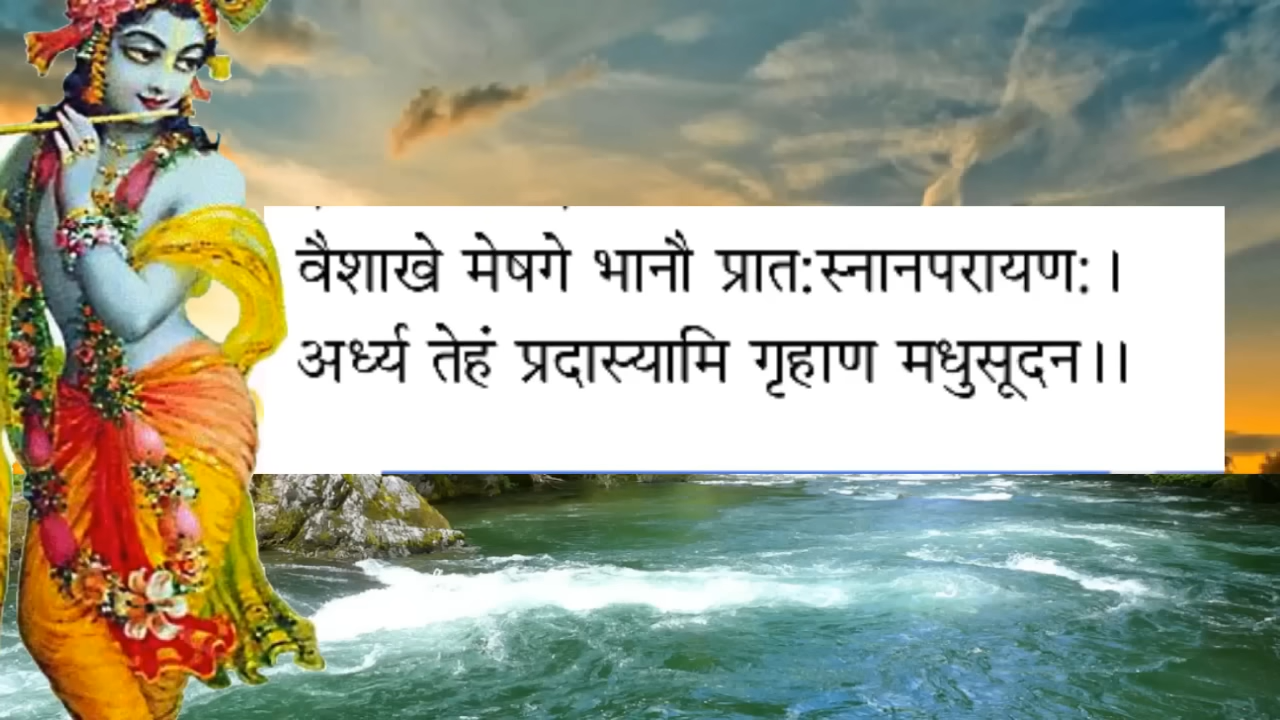 वैशाखे मेषगे भानौ प्रात:स्नानपरायण:।
अर्ध्य तेहं प्रदास्यामि गृहाण मधुसूदन।।